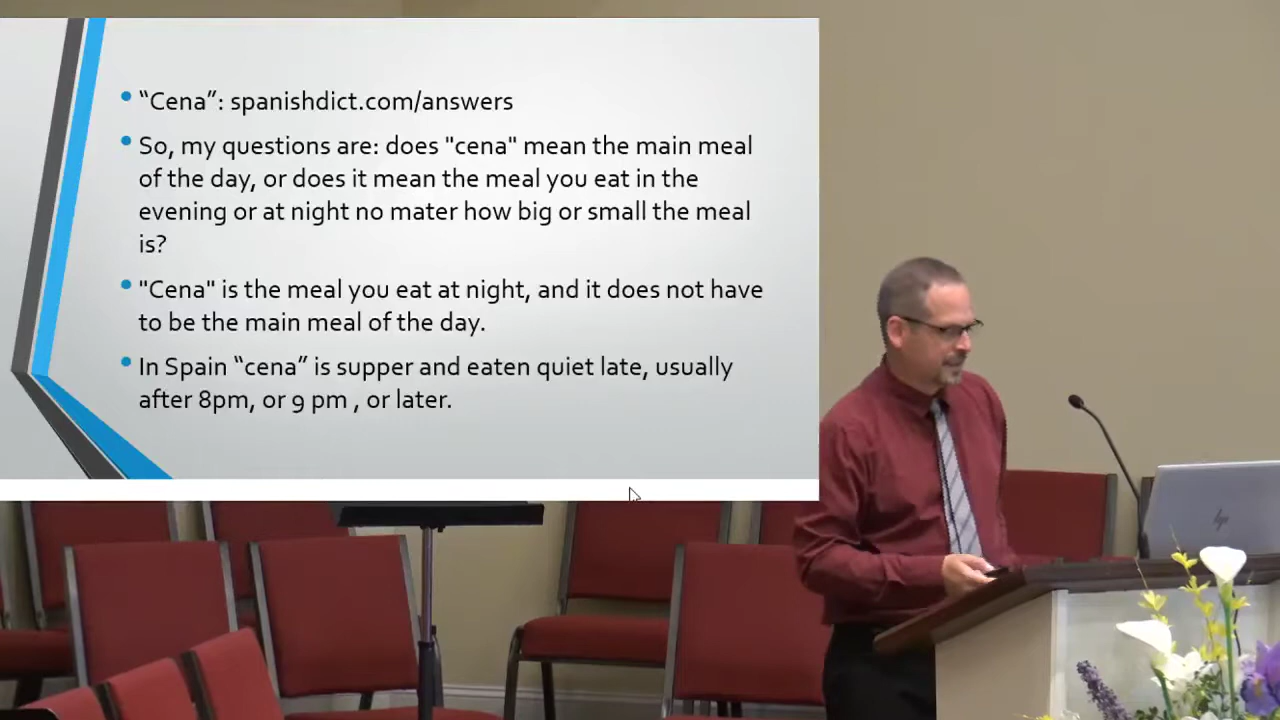 “Cena”: spanishdict.com/answers
So, my questions are: does "cena" mean the main meal
of the day, or does it mean the meal you eat in the
evening or at night no mater how big or small the meal
is?
"Cena" is the meal you eat at night, and it does not have
to be the main meal of the day.
In Spain “cena” is supper and eaten quiet late, usually
after 8pm, or 9 pm , or later.
hp